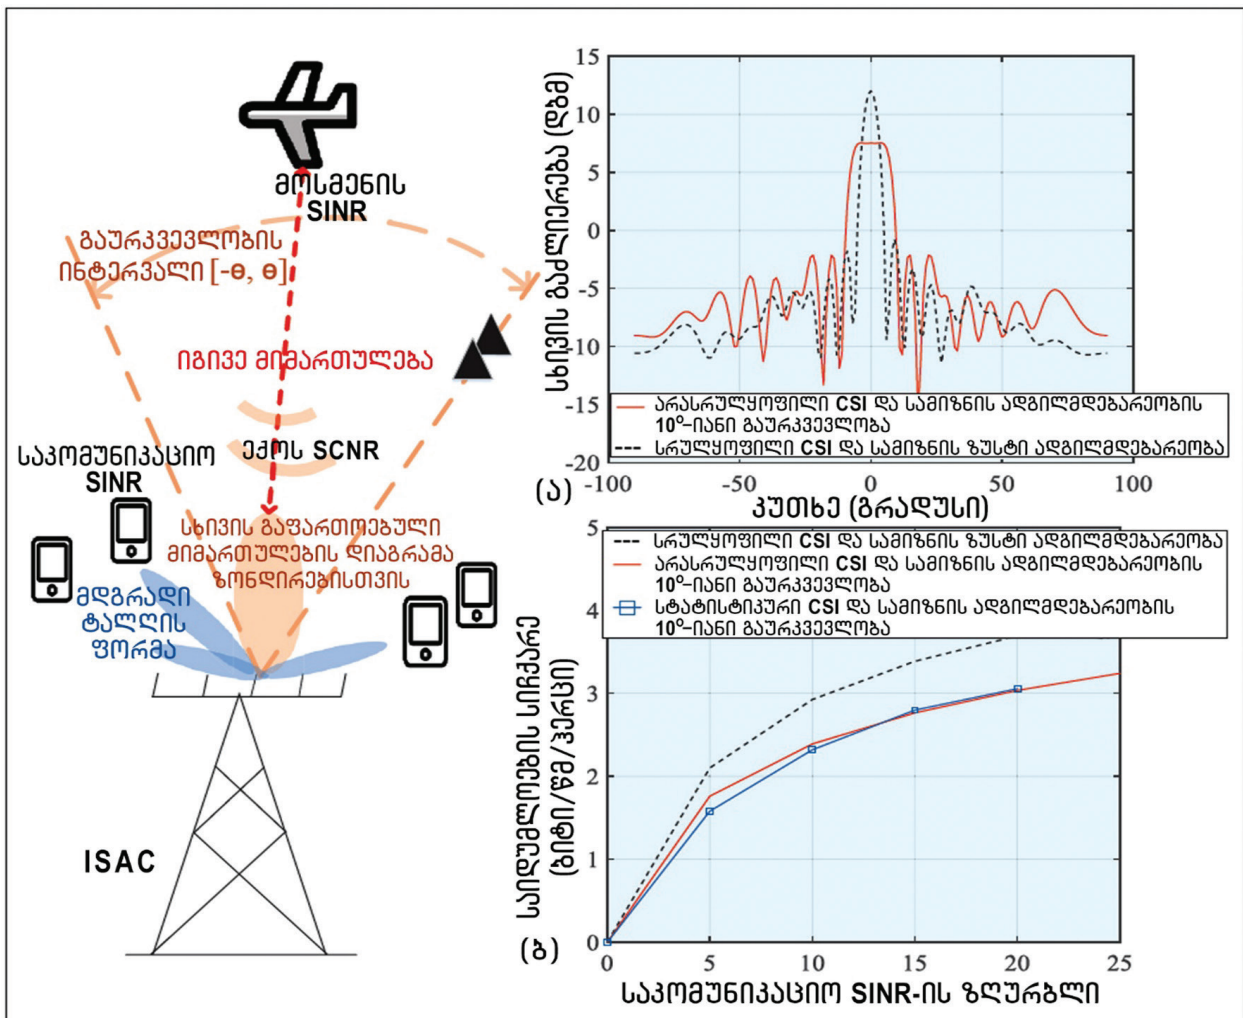 მოსმენის
SINR
გაურკვევლობის
ინტერვალი [-ɵ, ɵ]
იგივე მიმართულება
ექოს SCNR
საკომუნიკაციო
SINR
სხივის გაფართოებული
მიმართულების დიაგრამა
ზონდირებისთვის
მდგრადი
ტალღის
ფორმა
ISAC
სხივის გაძლიერება (დბმ)
15
10
5
0
-5
-10
-15
-20
არასრულყოფილი CSI და სამიზნის ადგილმდებარეობის
10⁰-იანი გაურკვევლობა
სრულყოფილი CSI და სამიზნის ზუსტი ადგილმდებარეობა
-100 -50 0 50 100
(ა)
კუთხე (გრადუსი)
საიდუმლოების სიჩქარე
(ბიტი/წმ/ჰერცი)
5
4
3
2
1
0
სრულყოფილი CSI და სამიზნის ზუსტი ადგილმდებარეობა
არასრულყოფილი CSI და სამიზნის ადგილმდებარეობის
10⁰-იანი გაურკვევლობა
სტატისტიკური CSI და სამიზნის ადგილმდებარეობის
10⁰-იანი გაურკვევლობა
(ბ)
0 5 10 15 20 25
საკომუნიკაციო SINR-ის ზღურბლი